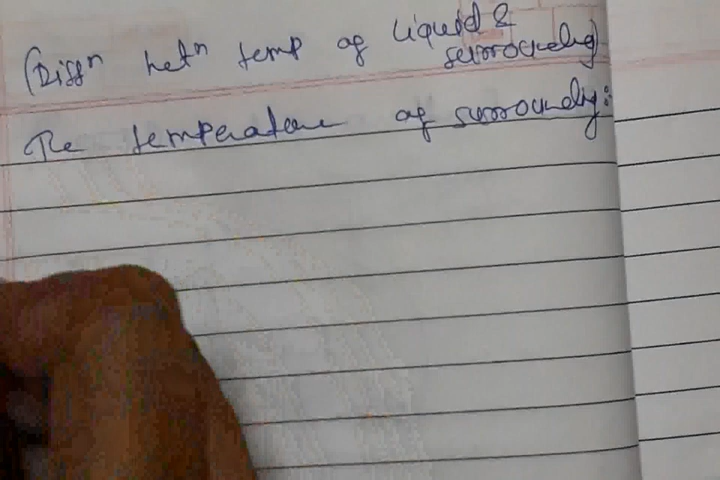 (Diffn betn temp of liquid &
surrounding)
The temperature of surrounding: